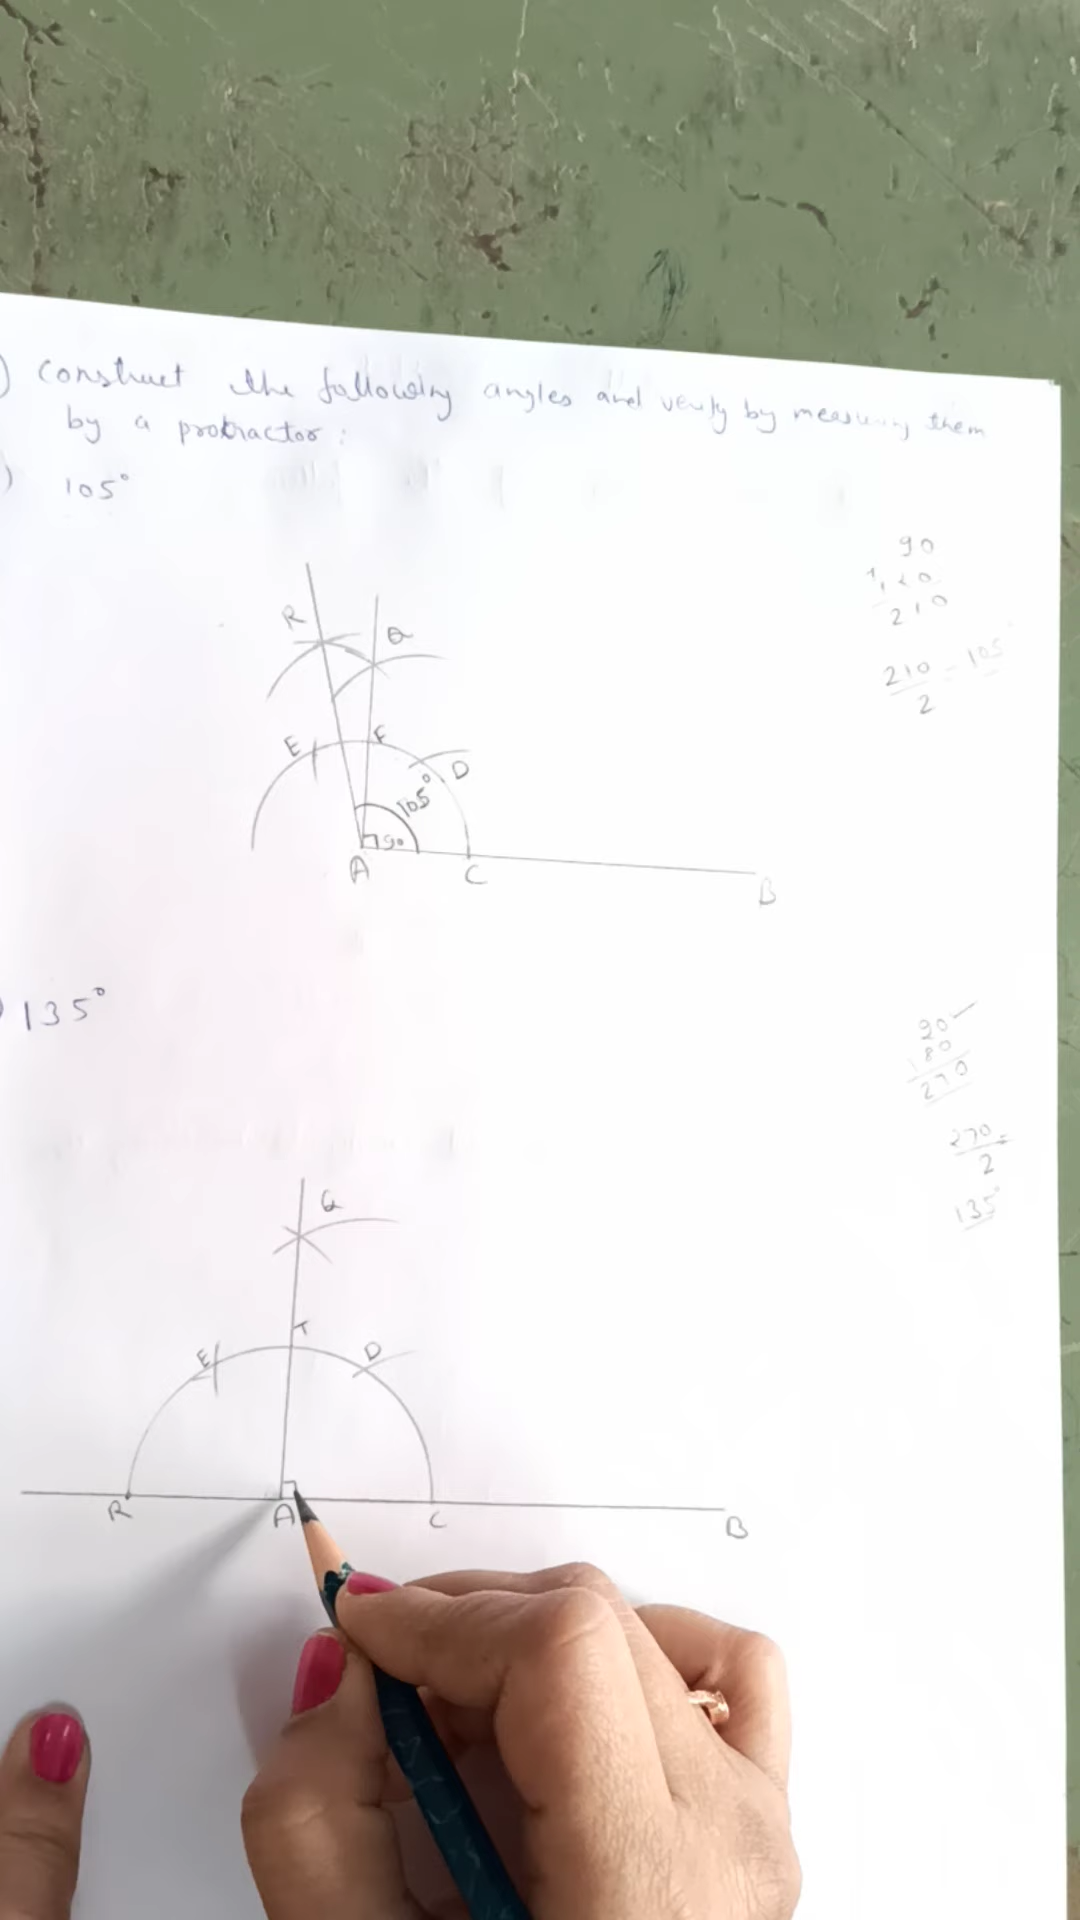 ) construct the following angles and verify by measuring them
by a protractor :
) 105°
90
120
210
210/2 = 105
R
Q
E
F
D
105°
90
A
C
B
) 135°
90
180
270
270/2 =
135°
Q
T
E
D
R
A
C
B